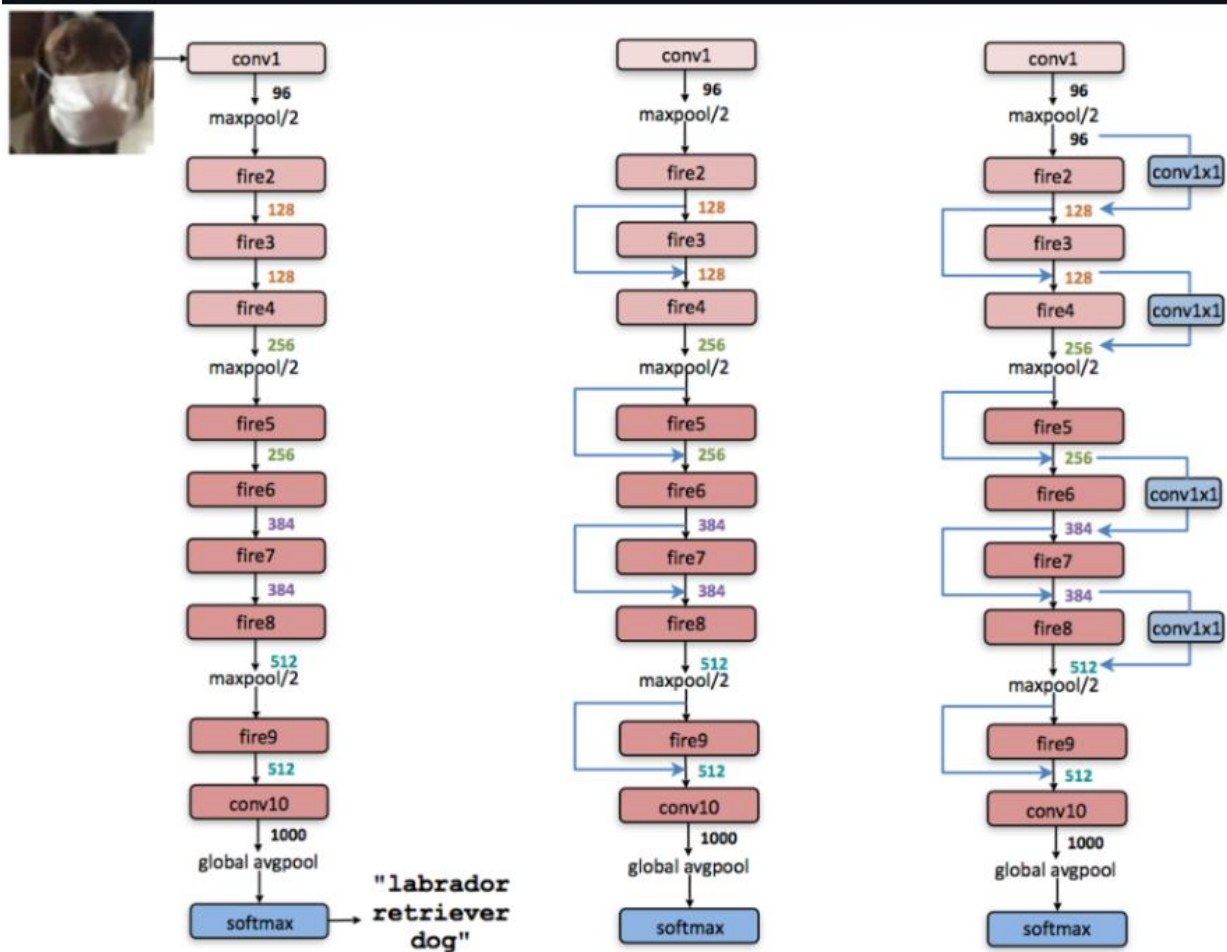 conv1
96
maxpool/2
fire2
128
fire3
128
fire4
256
maxpool/2
fire5
256
fire6
384
fire7
384
fire8
512
maxpool/2
fire9
512
conv10
1000
global avgpool
softmax
"labrador
retriever
dog"
conv1
96
maxpool/2
fire2
128
fire3
128
fire4
256
maxpool/2
fire5
256
fire6
384
fire7
384
fire8
512
maxpool/2
fire9
512
conv10
1000
global avgpool
softmax
conv1
96
maxpool/2
96
conv1x1
fire2
128
fire3
128
fire4
conv1x1
256
maxpool/2
fire5
256
fire6
conv1x1
384
fire7
384
fire8
conv1x1
512
maxpool/2
fire9
512
conv10
1000
global avgpool
softmax